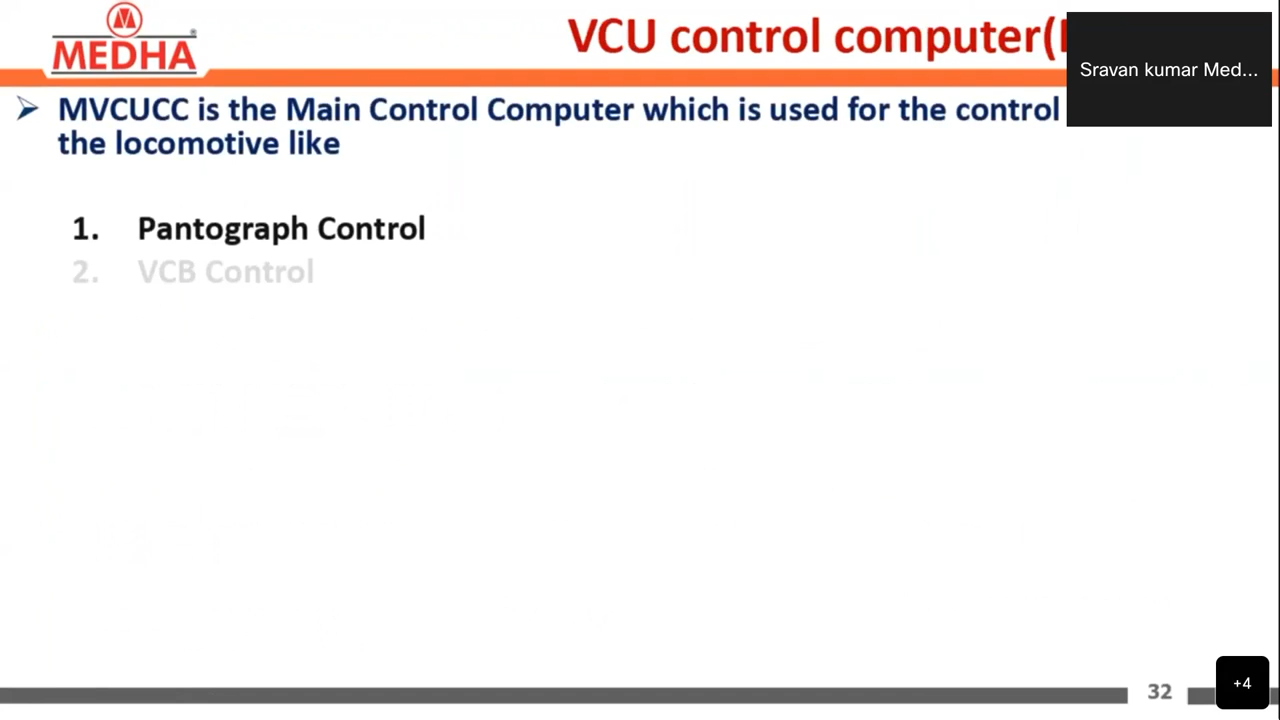 MEDHA
VCU control computer(
Sravan kumar Med...
MVCUCC is the Main Control Computer which is used for the control
the locomotive like
1. Pantograph Control
2. VCB Control
32
+4